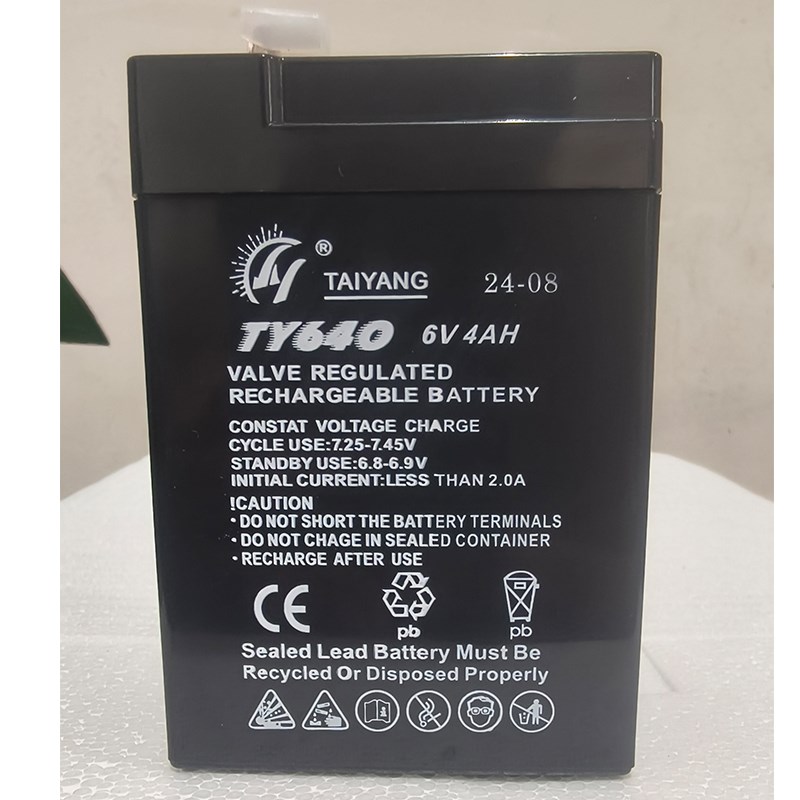 ®
TAIYANG
24-08
TY640 6V 4AH
VALVE REGULATED
RECHARGEABLE BATTERY
CONSTAT VOLTAGE CHARGE
CYCLE USE:7.25-7.45V
STANDBY USE:6.8-6.9V
INITIAL CURRENT:LESS THAN 2.0A
!CAUTION
•DO NOT SHORT THE BATTERY TERMINALS
•DO NOT CHAGE IN SEALED CONTAINER
•RECHARGE AFTER USE
CE
pb
pb
Sealed Lead Battery Must Be
Recycled Or Disposed Properly